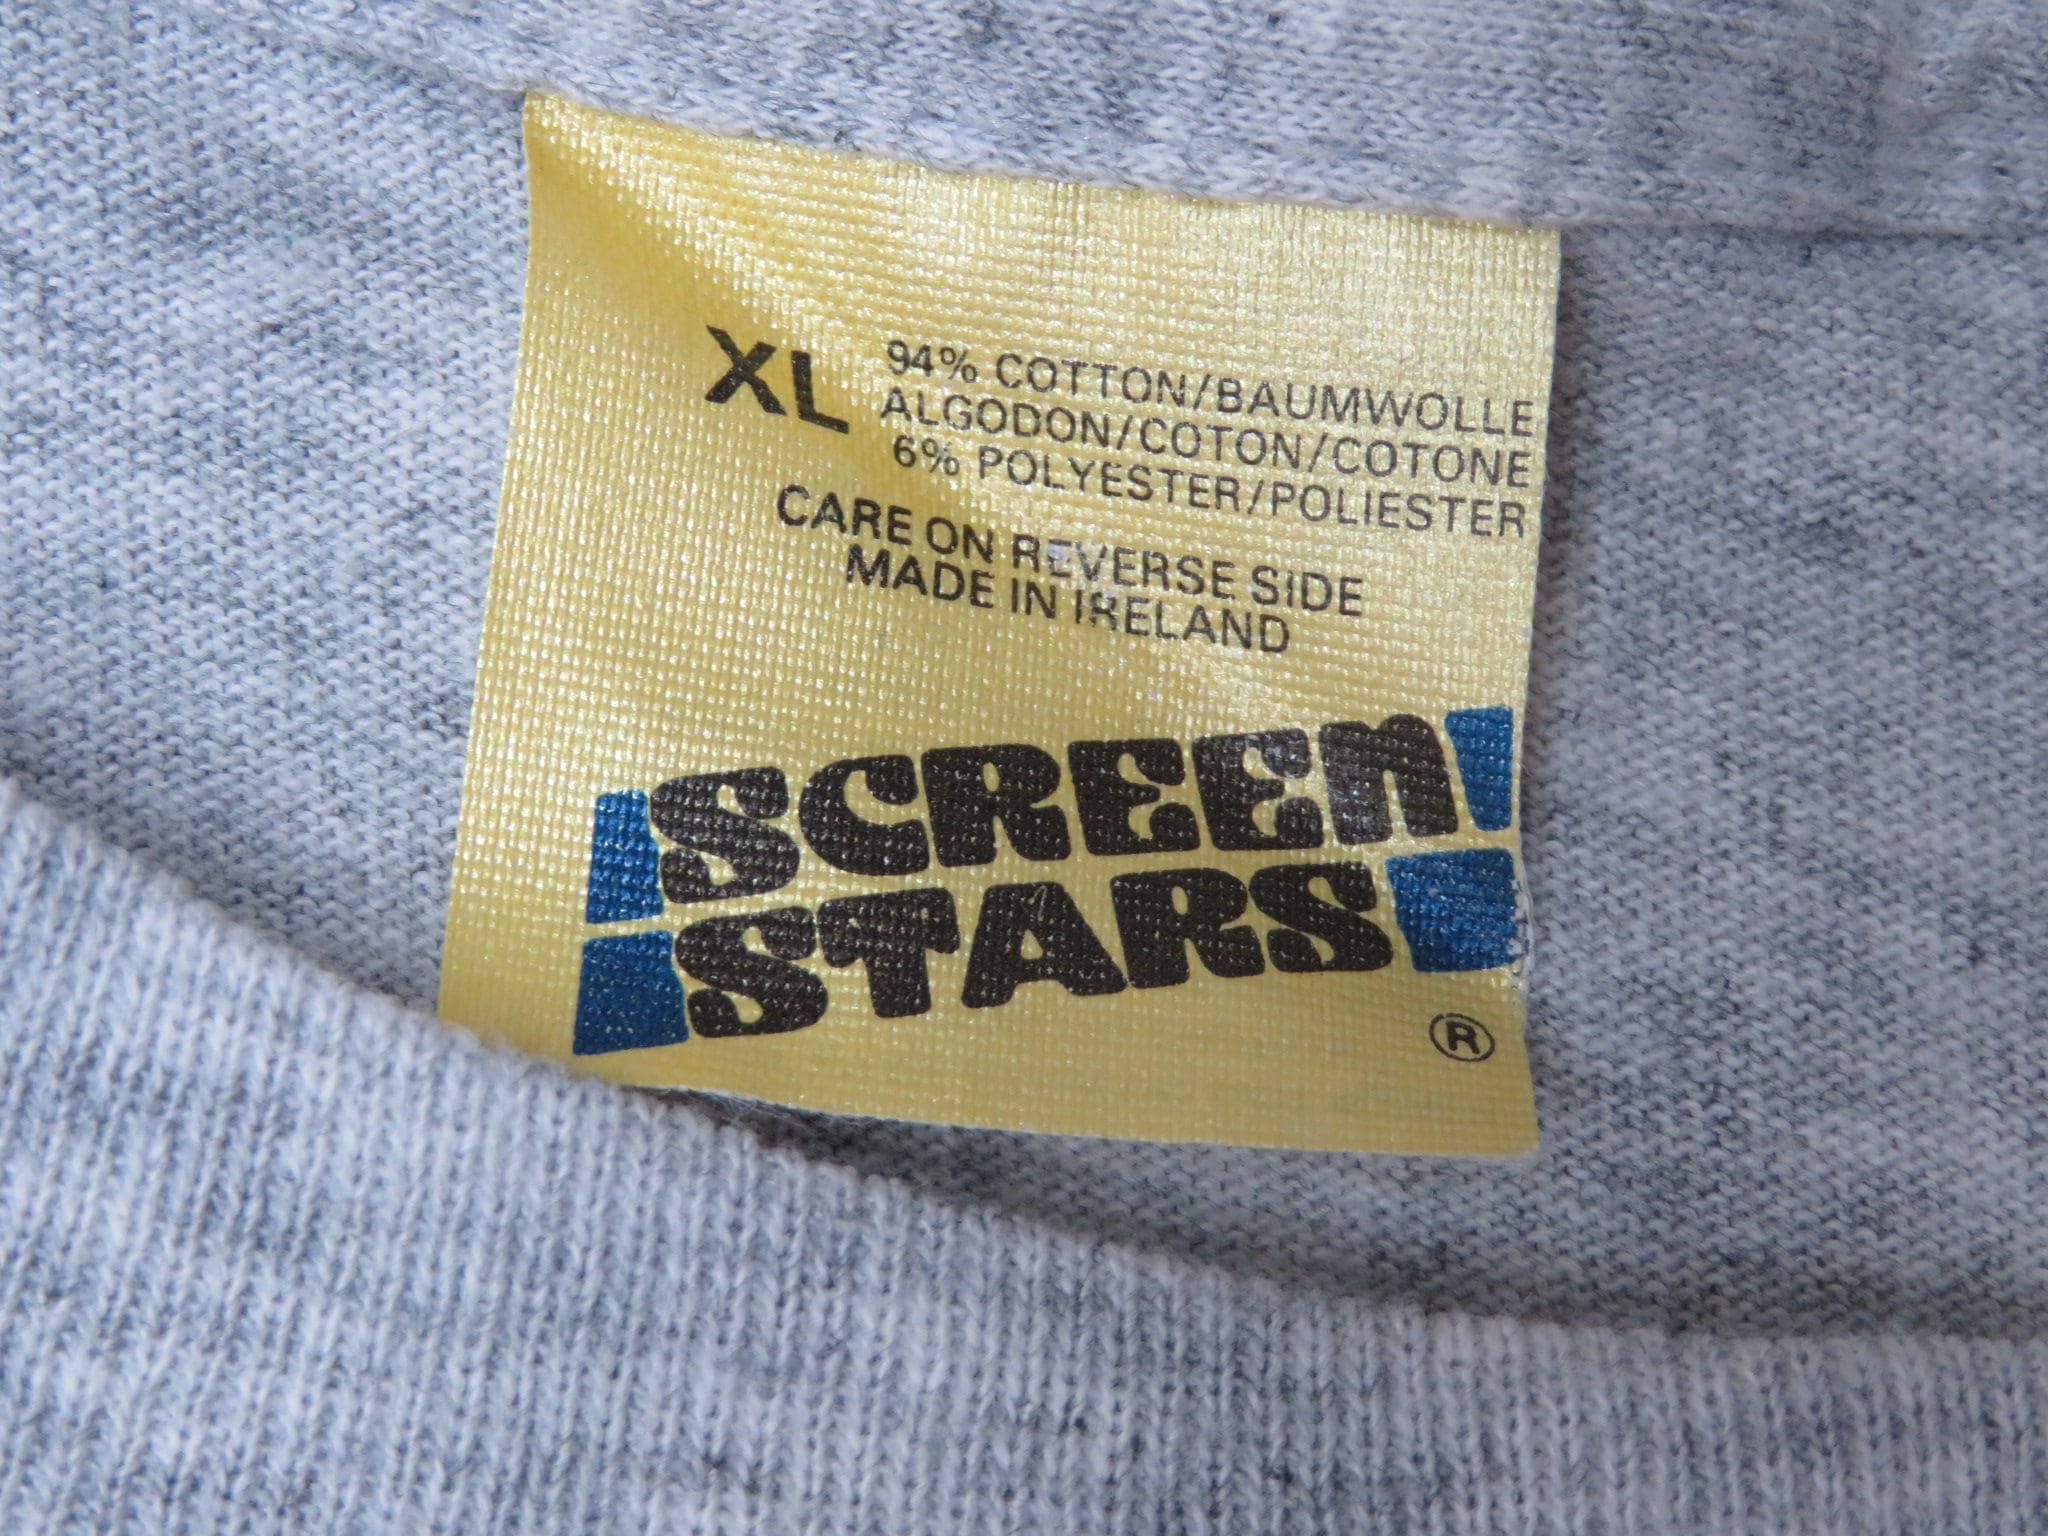 XL
94% COTTON/BAUMWOLLE
ALGODON/COTON/COTONE
6% POLYESTER/POLIESTER
CARE ON REVERSE SIDE
MADE IN IRELAND
SCREEN
STARS
®